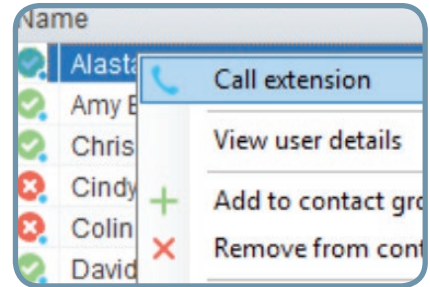 Name
Alasta
Call extension
Amy E
Chris
View user details
Cindy
Add to contact gro
Colin
Remove from cont
David